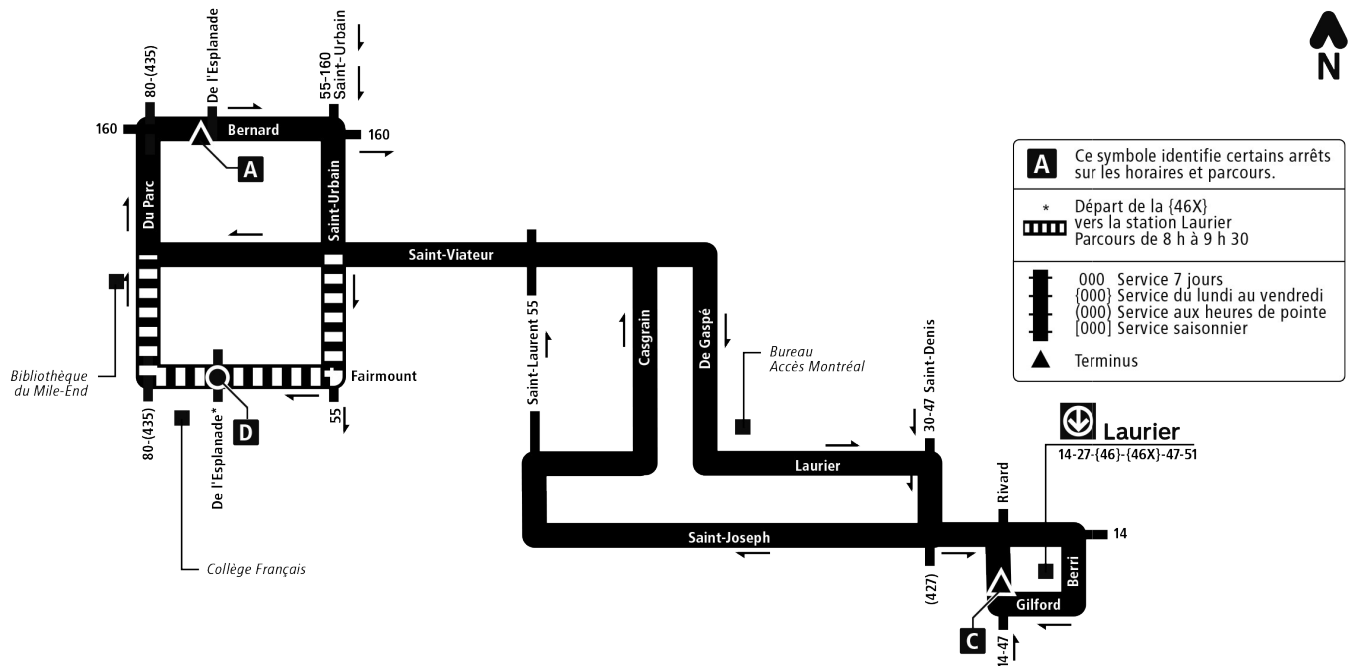 80-(435)
De l'Esplanade
55-160
Saint-Urbain
N
160
Bernard
160
A
Du Parc
Saint-Urbain
Saint-Viateur
Saint-Laurent 55
Casgrain
De Gaspé
Bureau
Accès Montréal
30-47 Saint-Denis
Bibliothèque
du Mile-End
Fairmount
80-(435)
De l'Esplanade*
D
55
Collège Français
Laurier
Saint-Joseph
(427)
Rivard
14
Berri
Gilford
C
14-47
Laurier
14-27-{46}-{46X}-47-51
A Ce symbole identifie certains arrêts
sur les horaires et parcours.
* Départ de la {46X}
vers la station Laurier
Parcours de 8 h à 9 h 30
000 Service 7 jours
{000} Service du lundi au vendredi
(000) Service aux heures de pointe
[000] Service saisonnier
Terminus